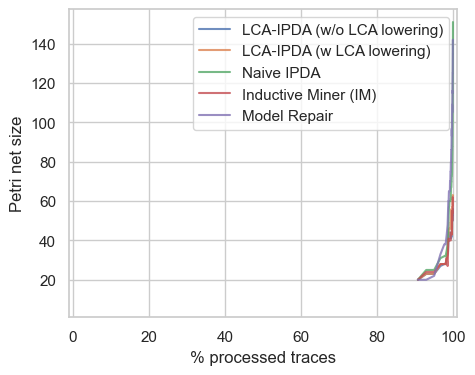 LCA-IPDA (w/o LCA lowering)
LCA-IPDA (w LCA lowering)
Naive IPDA
Inductive Miner (IM)
Model Repair
140
120
100
80
60
40
20
Petri net size
0 20 40 60 80 100
% processed traces